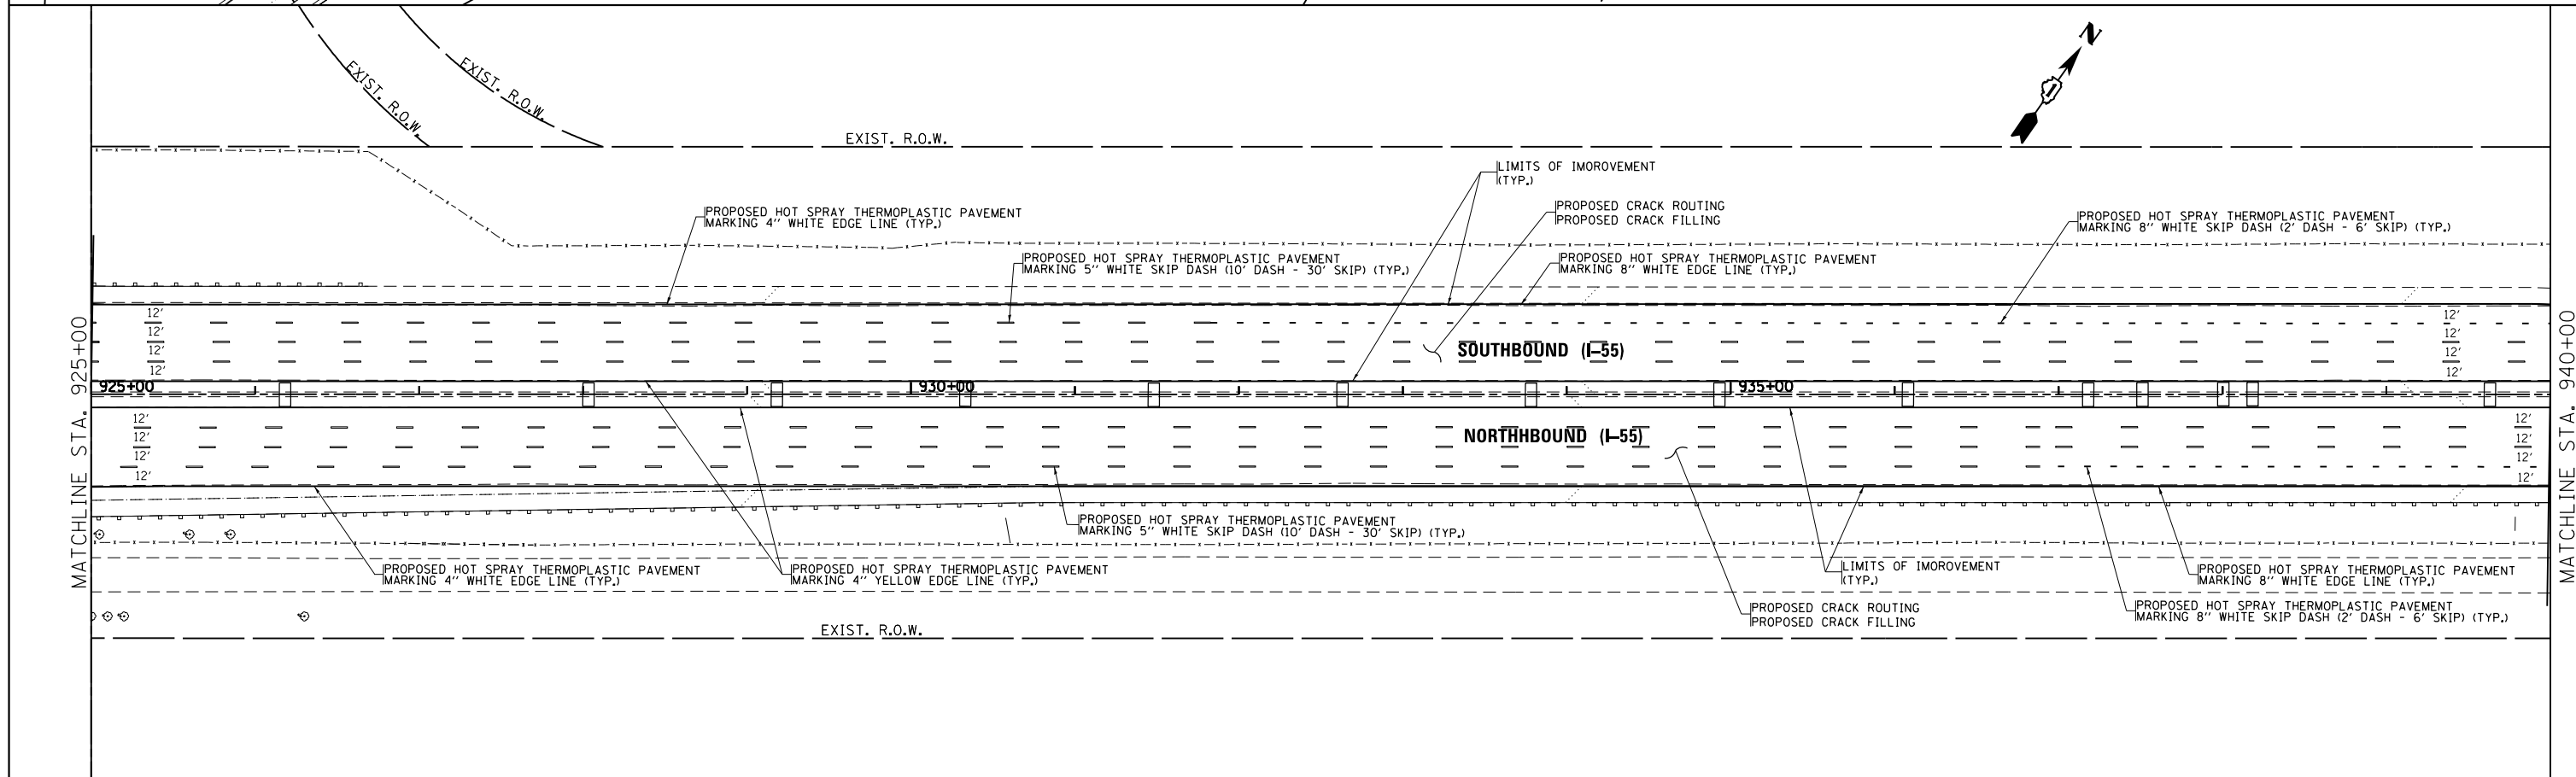 N
1
EXIST. R.O.W.
EXIST. R.O.W.
EXIST. R.O.W.
LIMITS OF IMOROVEMENT
(TYP.)
PROPOSED HOT SPRAY THERMOPLASTIC PAVEMENT
MARKING 4" WHITE EDGE LINE (TYP.)
PROPOSED CRACK ROUTING
PROPOSED CRACK FILLING
PROPOSED HOT SPRAY THERMOPLASTIC PAVEMENT
MARKING 8" WHITE SKIP DASH (2' DASH - 6' SKIP) (TYP.)
PROPOSED HOT SPRAY THERMOPLASTIC PAVEMENT
MARKING 5" WHITE SKIP DASH (10' DASH - 30' SKIP) (TYP.)
PROPOSED HOT SPRAY THERMOPLASTIC PAVEMENT
MARKING 8" WHITE EDGE LINE (TYP.)
MATCHLINE STA. 925+00
12'
12'
12'
12'
SOUTHBOUND (I-55)
12'
12'
12'
12'
MATCHLINE STA. 940+00
925+00
930+00
935+00
12'
12'
12'
12'
NORTHHBOUND (I-55)
12'
12'
12'
12'
PROPOSED HOT SPRAY THERMOPLASTIC PAVEMENT
MARKING 5" WHITE SKIP DASH (10' DASH - 30' SKIP) (TYP.)
PROPOSED HOT SPRAY THERMOPLASTIC PAVEMENT
MARKING 4" WHITE EDGE LINE (TYP.)
PROPOSED HOT SPRAY THERMOPLASTIC PAVEMENT
MARKING 4" YELLOW EDGE LINE (TYP.)
LIMITS OF IMOROVEMENT
(TYP.)
PROPOSED HOT SPRAY THERMOPLASTIC PAVEMENT
MARKING 8" WHITE EDGE LINE (TYP.)
PROPOSED CRACK ROUTING
PROPOSED CRACK FILLING
PROPOSED HOT SPRAY THERMOPLASTIC PAVEMENT
MARKING 8" WHITE SKIP DASH (2' DASH - 6' SKIP) (TYP.)
EXIST. R.O.W.